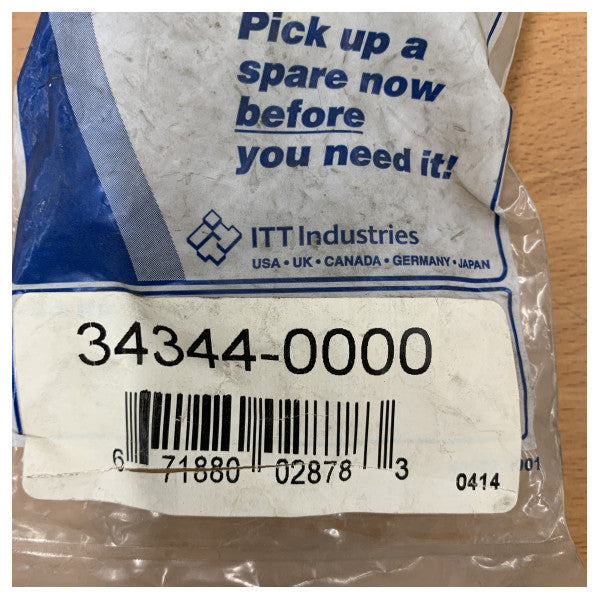 Pick up a
spare now
before
you need it!
ITT Industries
USA • UK • CANADA • GERMANY • JAPAN
34344-0000
6 71880 02878 3
0414
001